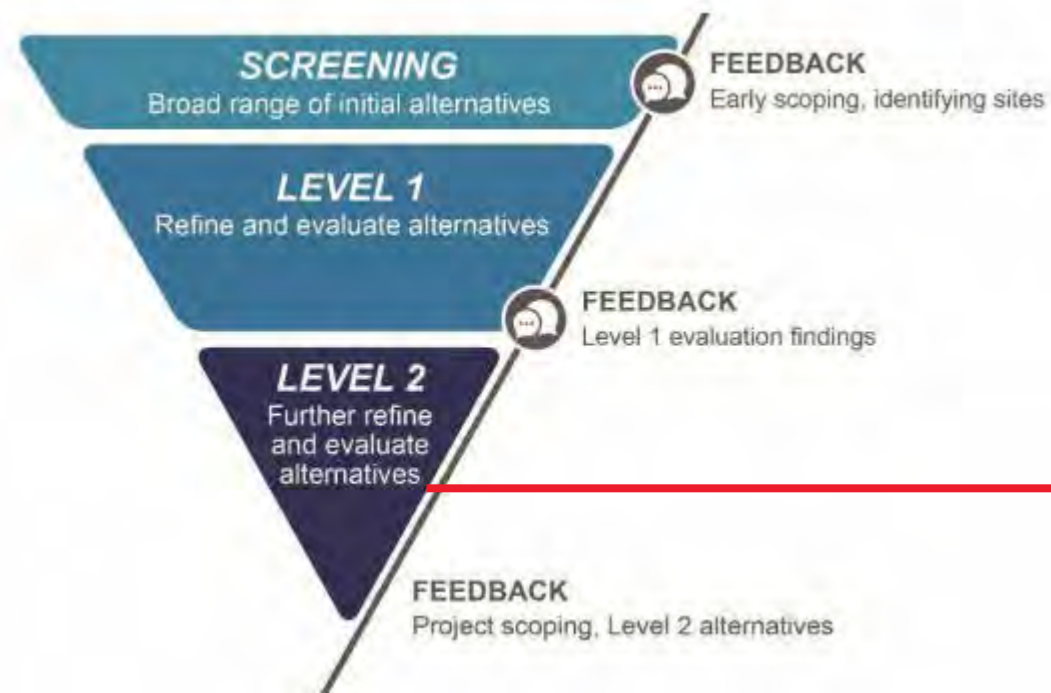 SCREENING
Broad range of initial alternatives
FEEDBACK
Early scoping, identifying sites
LEVEL 1
Refine and evaluate alternatives
FEEDBACK
Level 1 evaluation findings
LEVEL 2
Further refine
and evaluate
alternatives
FEEDBACK
Project scoping, Level 2 alternatives